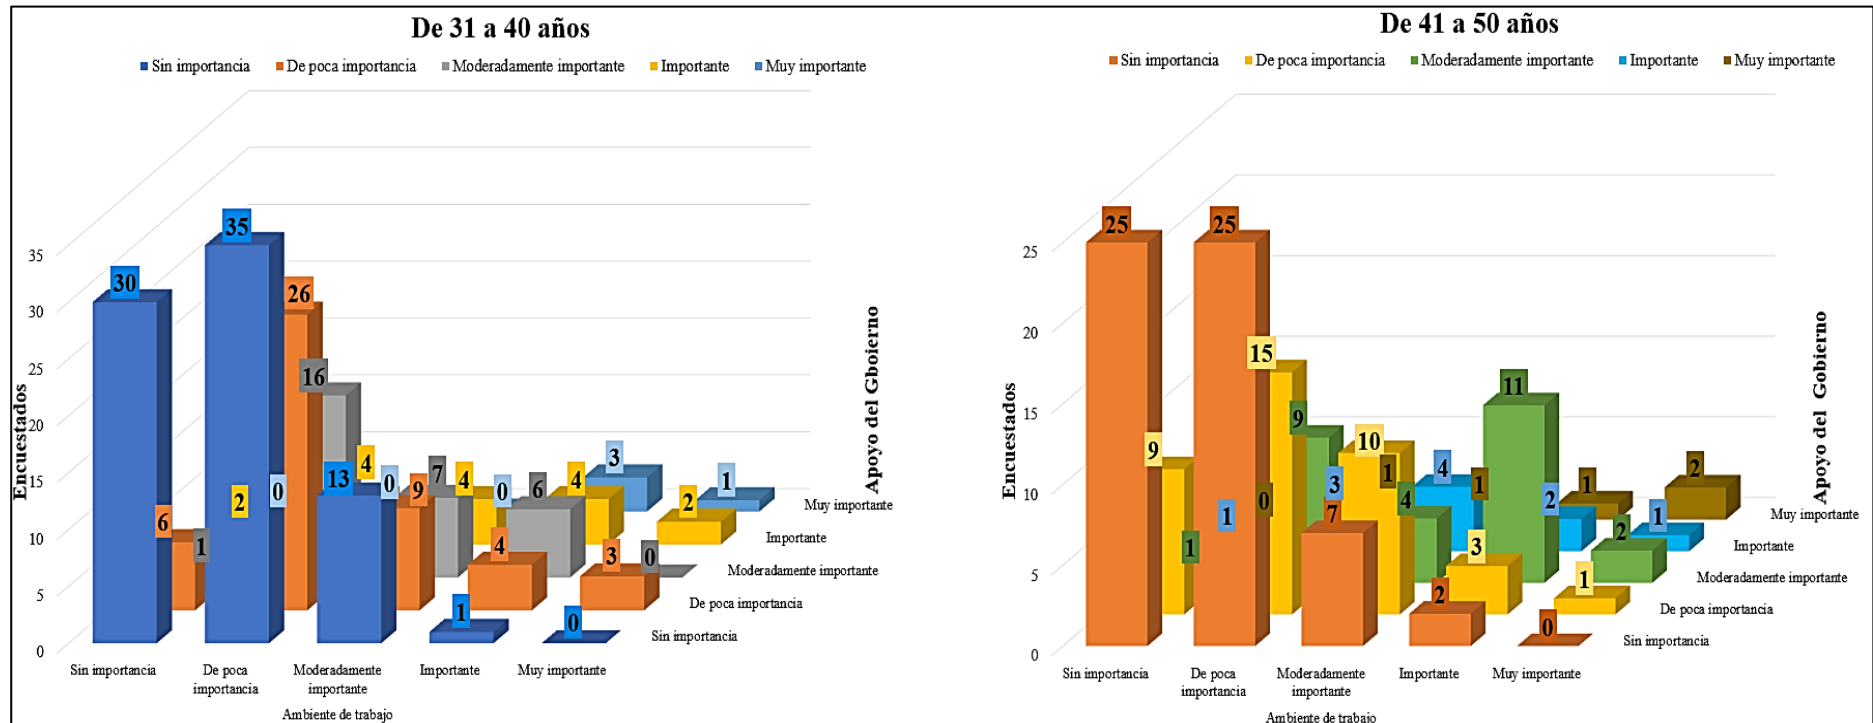 De 31 a 40 años
Sin importancia De poca importancia Moderadamente importante Importante Muy importante
35
30
25
20
15
10
5
0
Encuestados
30
35
13
1
0
6
26
9
4
3
1
16
7
6
0
2
4
4
4
2
0
0
0
3
1
Sin importancia
De poca importancia
Moderadamente importante
Importante
Muy importante
Ambiente de trabajo
Muy importante
Importante
Moderadamente importante
De poca importancia
Sin importancia
Apoyo del Gboierno
De 41 a 50 años
Sin importancia De poca importancia Moderadamente importante Importante Muy importante
25
20
15
10
5
0
Encuestados
25
25
7
2
0
9
15
10
3
1
1
9
4
11
2
1
3
4
2
1
0
1
1
1
2
Sin importancia
De poca
importancia
Moderadamente
importante
Importante
Muy importante
Ambiente de trabajo
Muy importante
Importante
Moderadamente importante
De poca importancia
Sin importancia
Apoyo del Gobierno